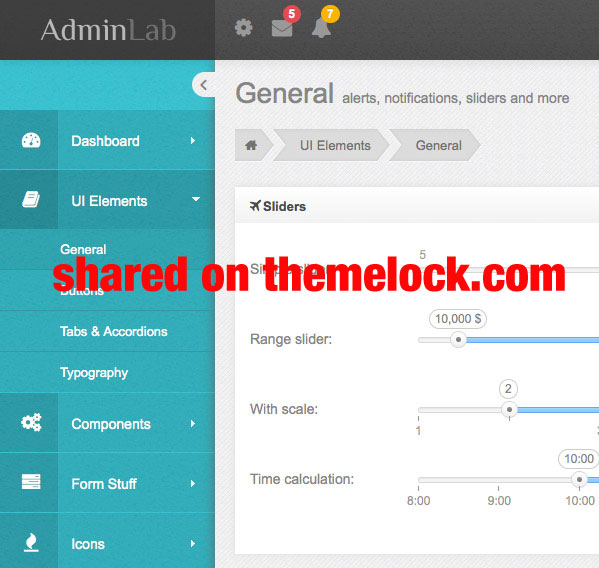 AdminLab
5
7
General alerts, notifications, sliders and more
UI Elements
General
Dashboard
UI Elements
General
Buttons
Tabs & Accordions
Typography
Components
Form Stuff
Icons
Sliders
shared on themelock.com
5
Range slider:
10,000 $
With scale:
2
1
Time calculation:
10:00
8:00
9:00
10:00